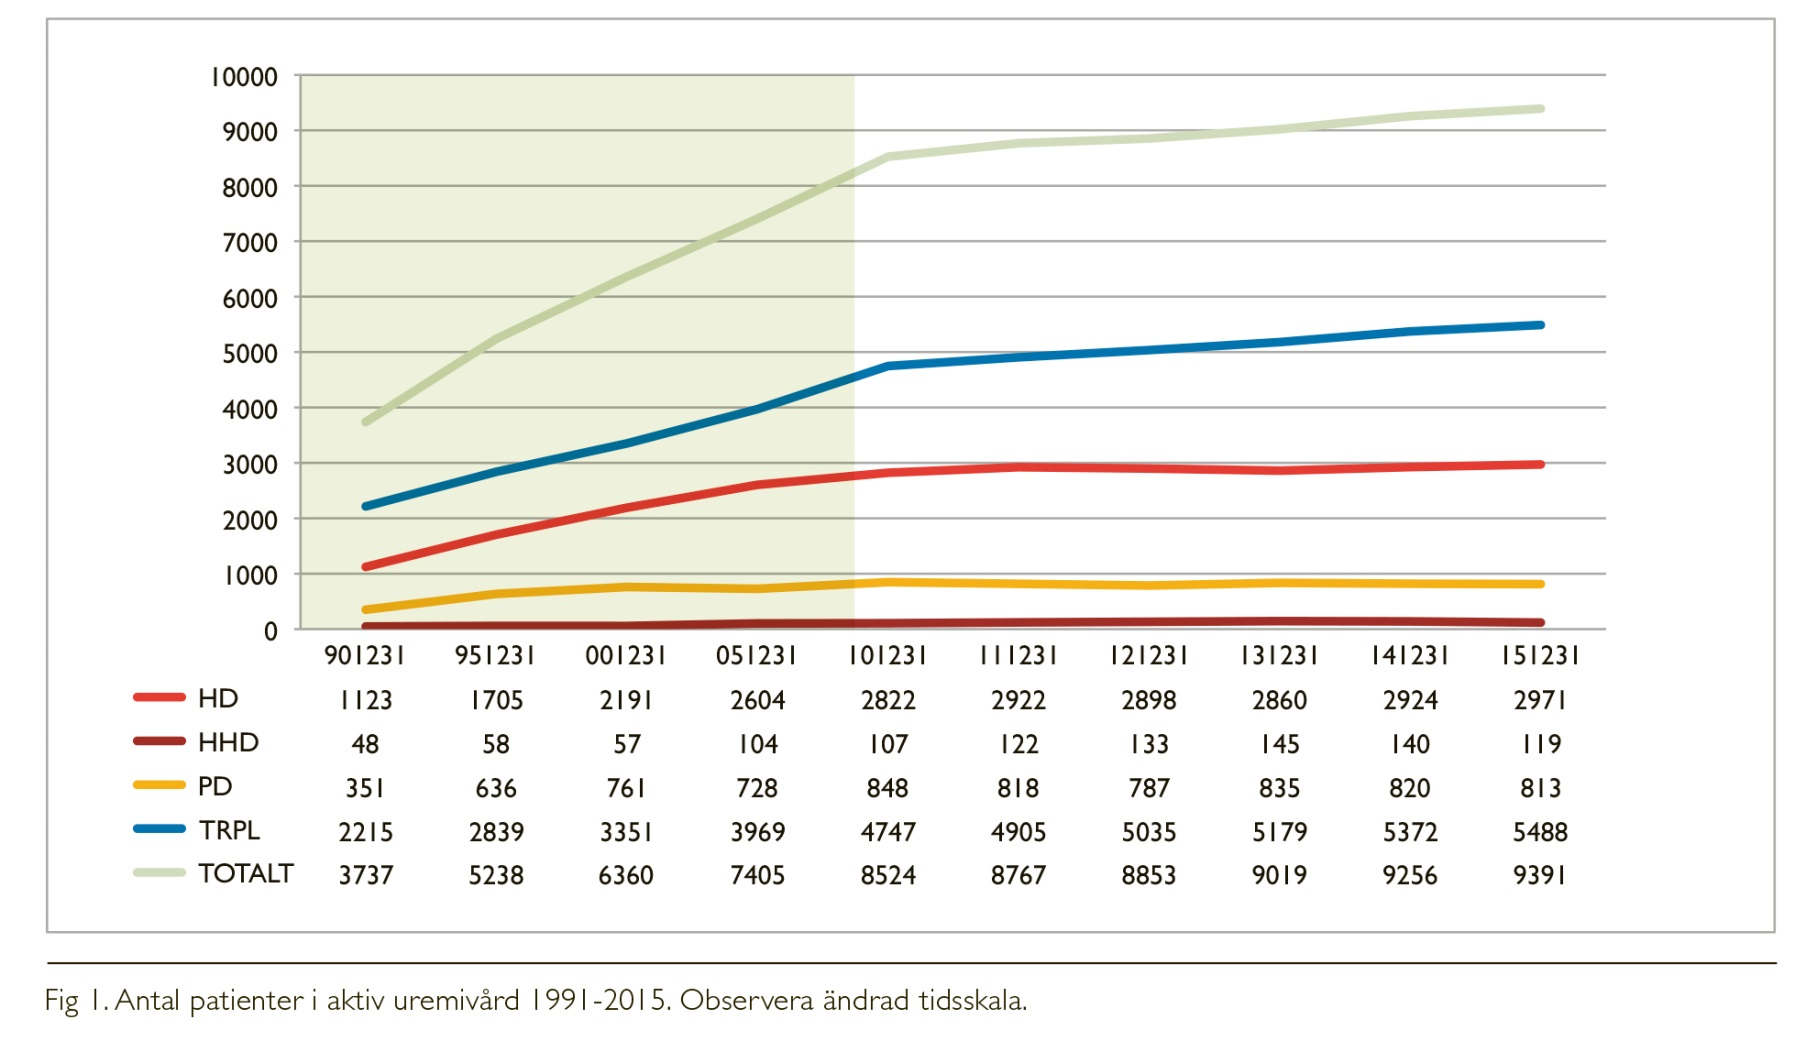 10000
9000
8000
7000
6000
5000
4000
3000
2000
1000
0
901231 951231 001231 051231 101231 111231 121231 131231 141231 151231
HD 1123 1705 2191 2604 2822 2922 2898 2860 2924 2971
HHD 48 58 57 104 107 122 133 145 140 119
PD 351 636 761 728 848 818 787 835 820 813
TRPL 2215 2839 3351 3969 4747 4905 5035 5179 5372 5488
TOTALT 3737 5238 6360 7405 8524 8767 8853 9019 9256 9391
Fig 1. Antal patienter i aktiv uremivård 1991-2015. Observera ändrad tidsskala.